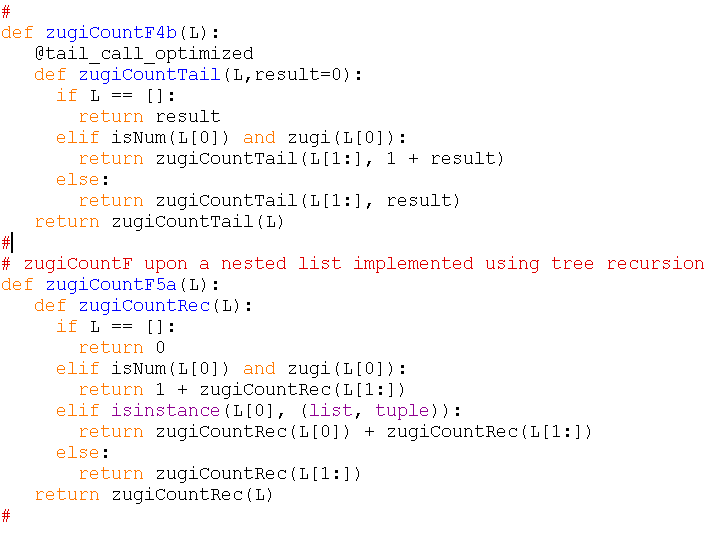 #
def zugiCountF4b(L):
   @tail_call_optimized
   def zugiCountTail(L,result=0):
     if L == []:
       return result
     elif isNum(L[0]) and zugi(L[0]):
       return zugiCountTail(L[1:], 1 + result)
     else:
       return zugiCountTail(L[1:], result)
   return zugiCountTail(L)
#
# zugiCountF upon a nested list implemented using tree recursion
def zugiCountF5a(L):
   def zugiCountRec(L):
     if L == []:
       return 0
     elif isNum(L[0]) and zugi(L[0]):
       return 1 + zugiCountRec(L[1:])
     elif isinstance(L[0], (list, tuple)):
       return zugiCountRec(L[0]) + zugiCountRec(L[1:])
     else:
       return zugiCountRec(L[1:])
   return zugiCountRec(L)
#